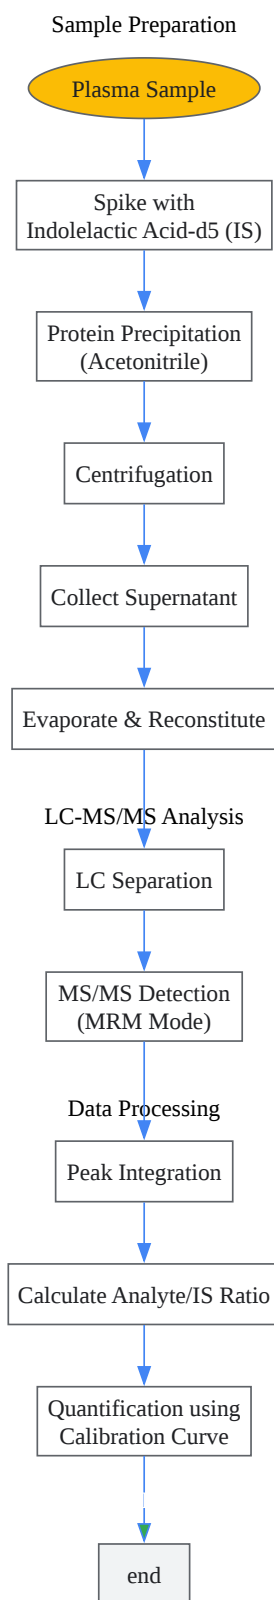 Sample Preparation
Plasma Sample
Spike with
Indolelactic Acid-d5 (IS)
Protein Precipitation
(Acetonitrile)
Centrifugation
Collect Supernatant
Evaporate & Reconstitute
LC-MS/MS Analysis
LC Separation
MS/MS Detection
(MRM Mode)
Data Processing
Peak Integration
Calculate Analyte/IS Ratio
Quantification using
Calibration Curve
end